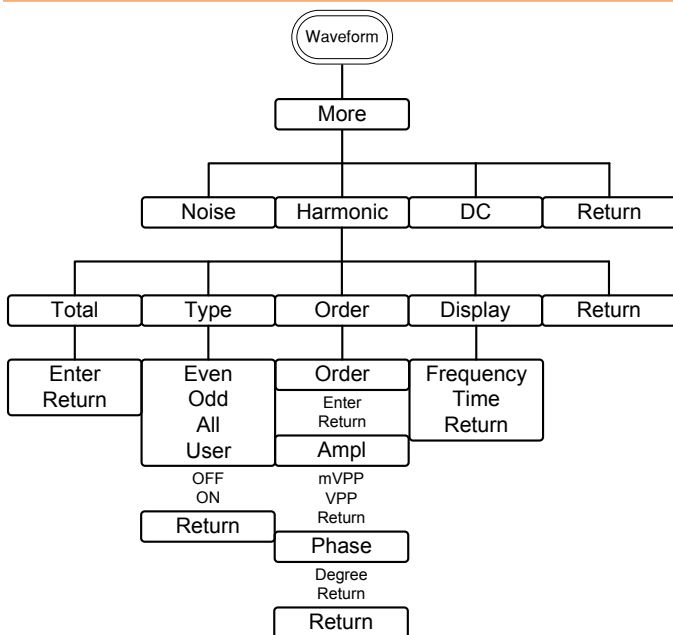 Waveform
More
Noise
Harmonic
DC
Return
Total
Type
Order
Display
Return
Enter
Return
Even
Odd
All
User
OFF
ON
Return
Order
Enter
Return
Ampl
mVPP
VPP
Return
Phase
Degree
Return
Return
Frequency
Time
Return